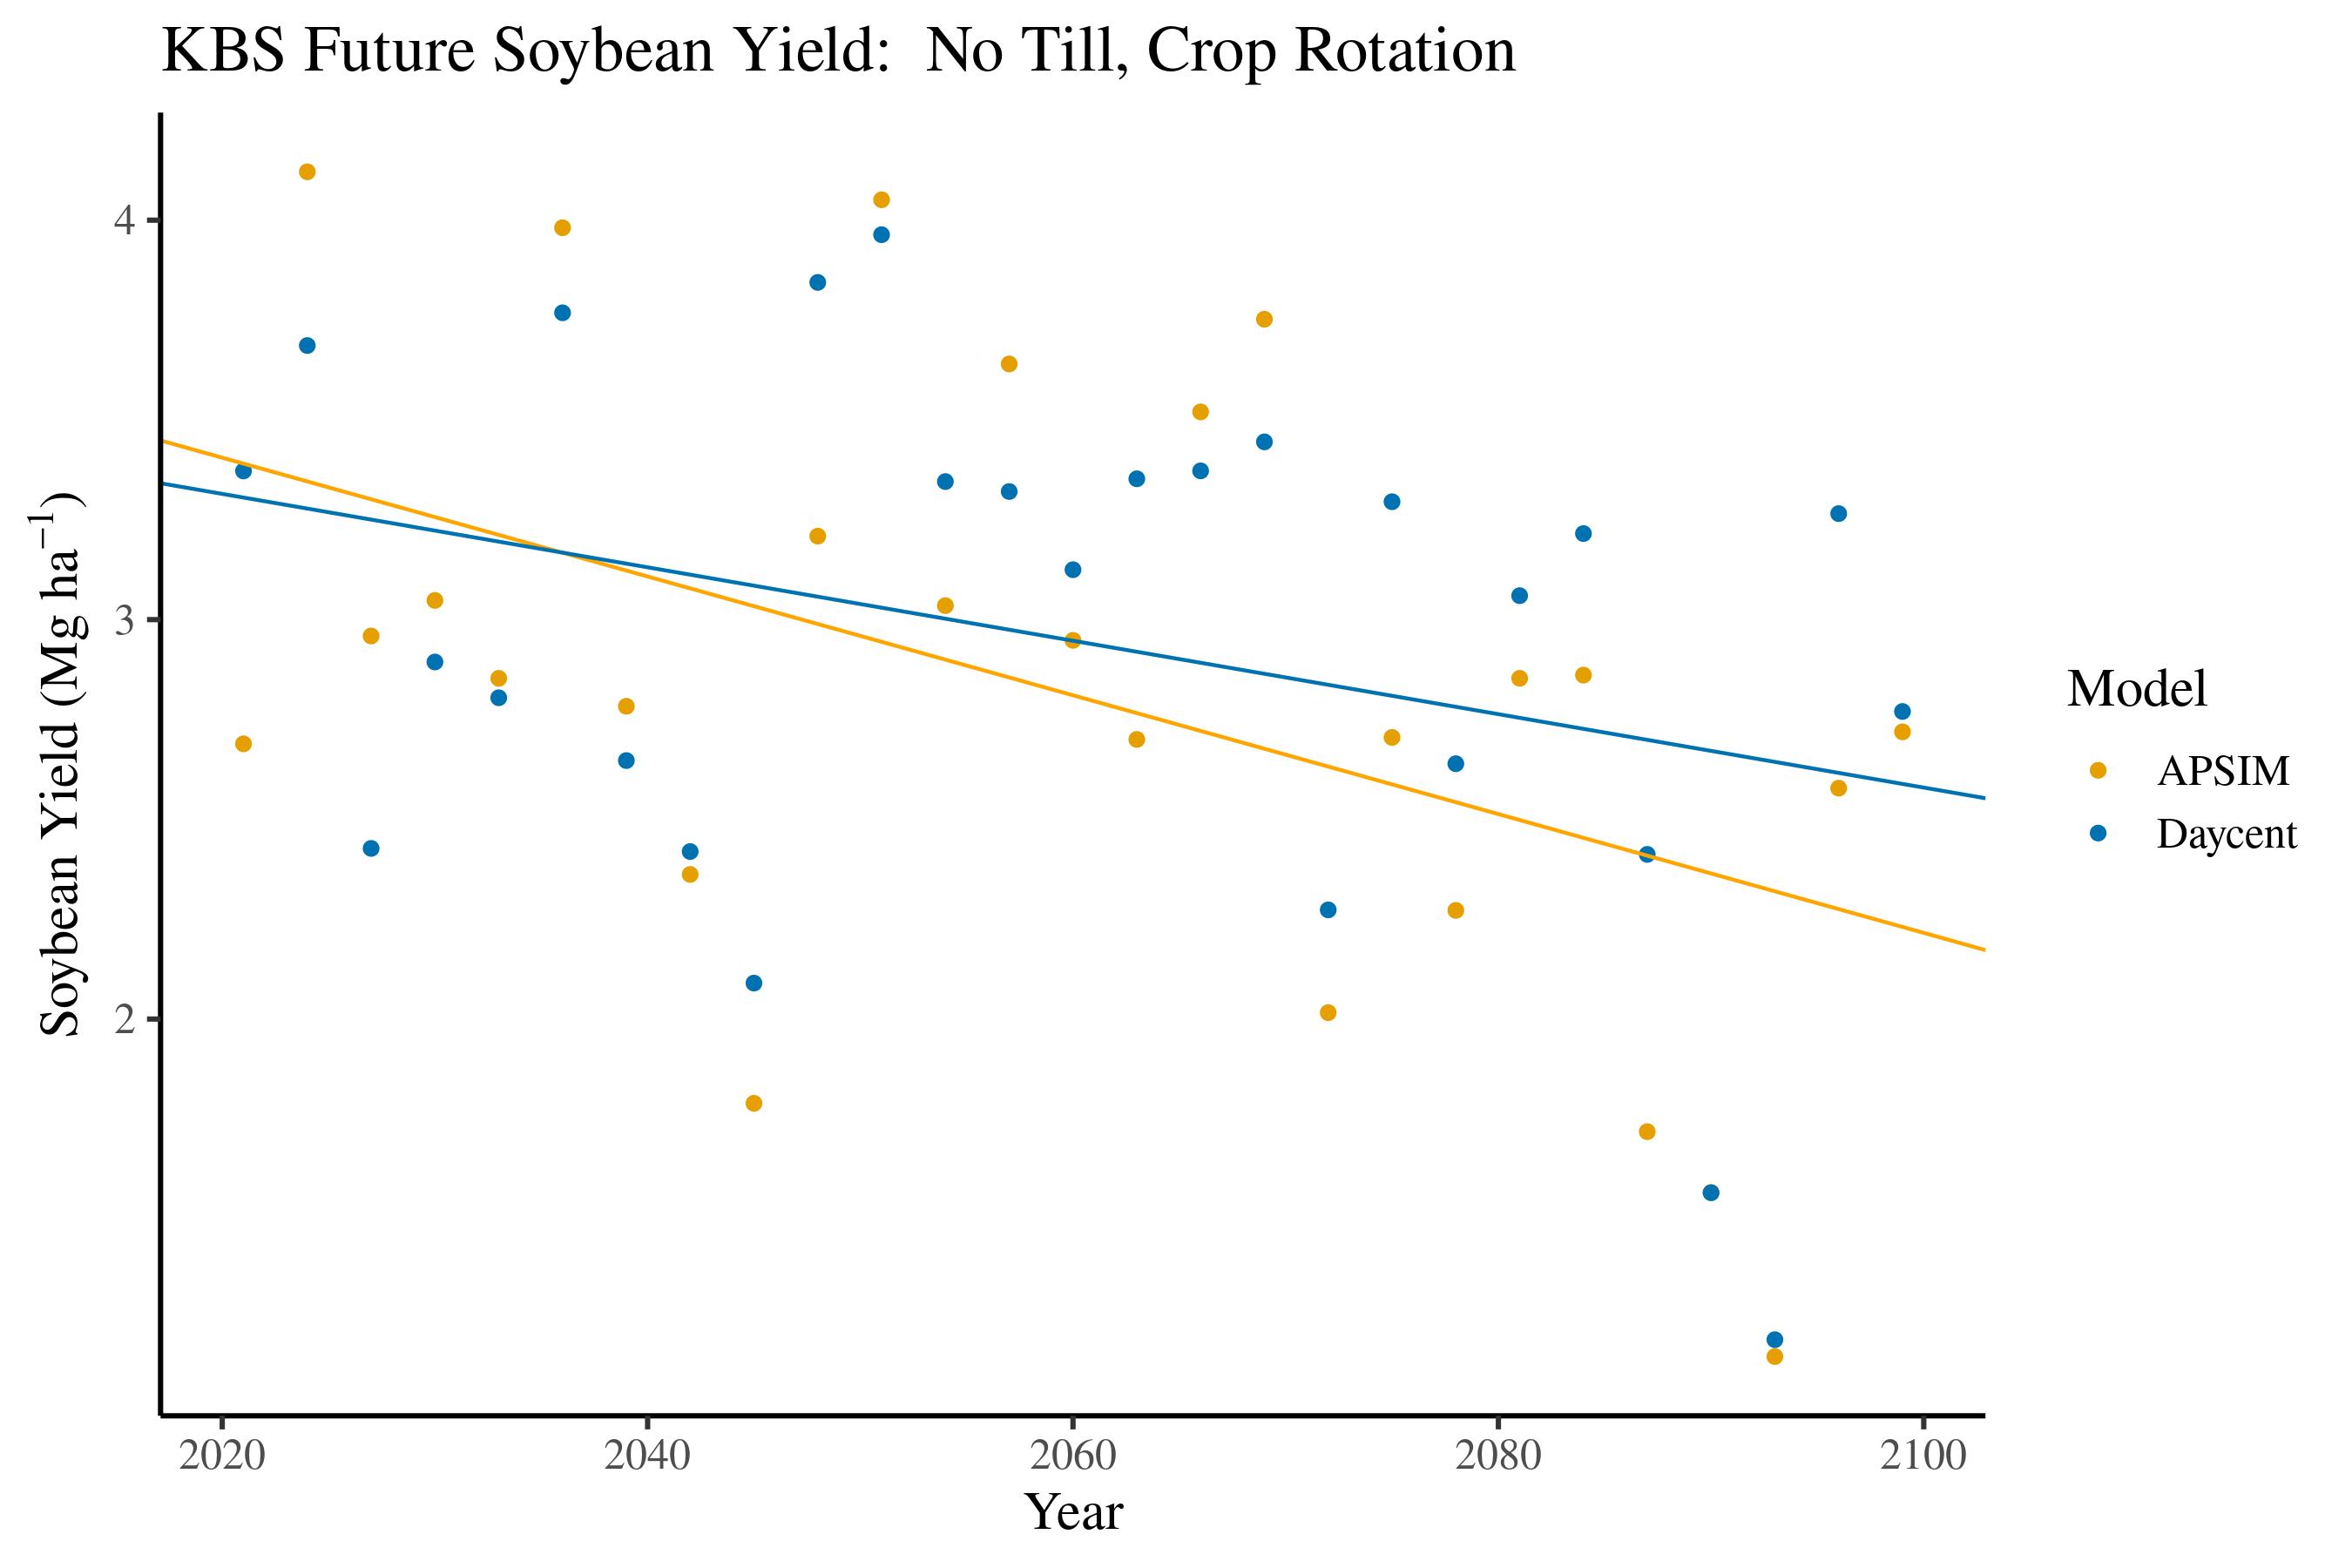 KBS Future Soybean Yield:  No Till, Crop Rotation
Soybean Yield (Mg ha⁻¹)
4
3
2
2020
2040
2060
2080
2100
Year
Model
APSIM
Daycent